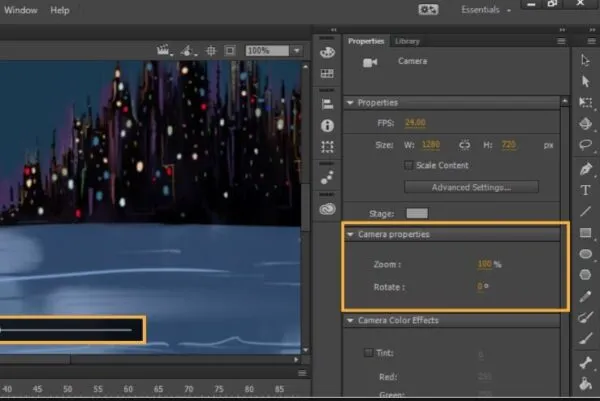 Window Help
Essentials
100%
Properties Library
Camera
Properties
FPS: 24.00
Size: W: 1280 H: 720 px
Scale Content
Advanced Settings...
Stage:
Camera properties
Zoom : 100 %
Rotate : 0 °
Camera Color Effects
Tint: 0
Red: 255
Green:
40 45 50 55 60 65 70 75 80 85